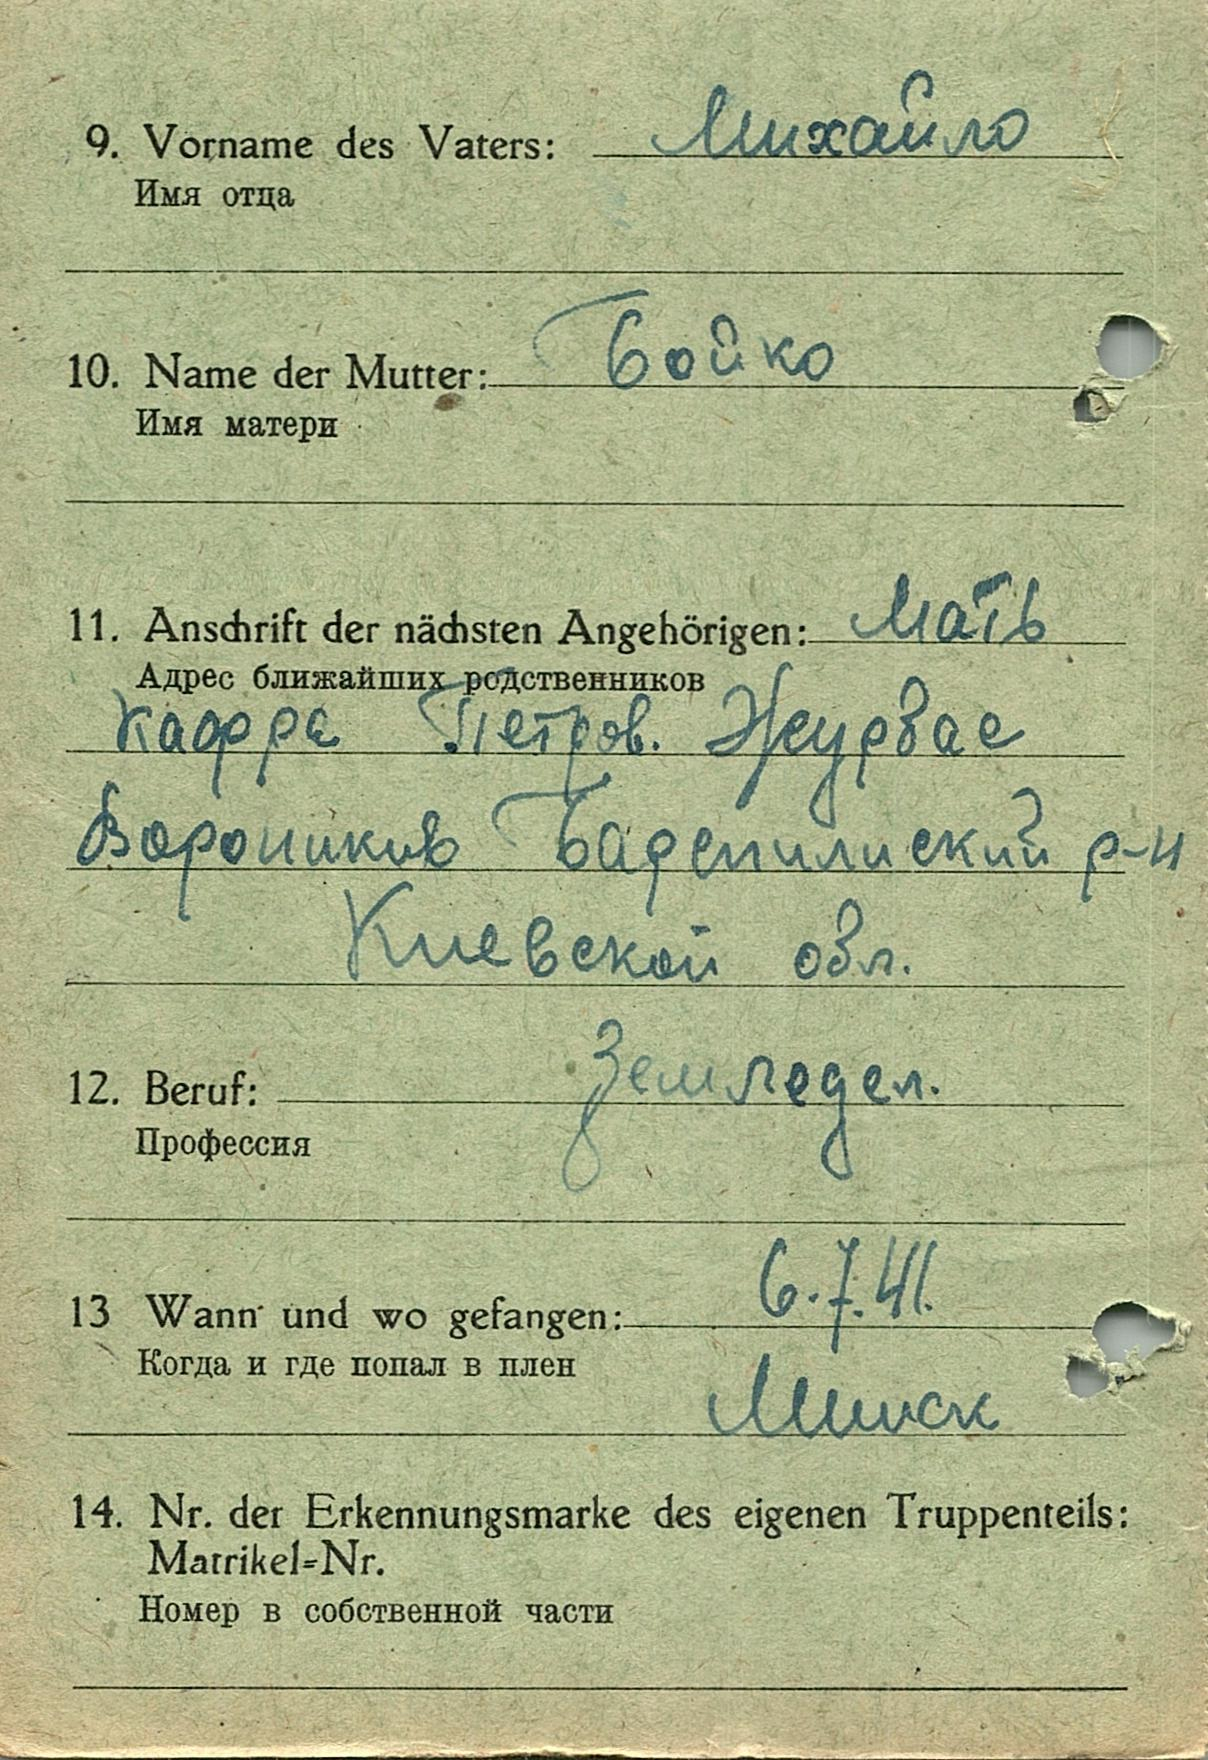 9. Vorname des Vaters: Михайло
Имя отца
10. Name der Mutter: Бойко
Имя матери
11. Anschrift der nächsten Angehörigen: Мать
Адрес ближайших родственников
Петров.
р-н
Киевской обл.
12. Beruf: Земледел.
Профессия
13 Wann und wo gefangen: 6.7.41.
Когда и где попал в плен
Минск
14. Nr. der Erkennungsmarke des eigenen Truppenteils:
Matrikel=Nr.
Номер в собственной части